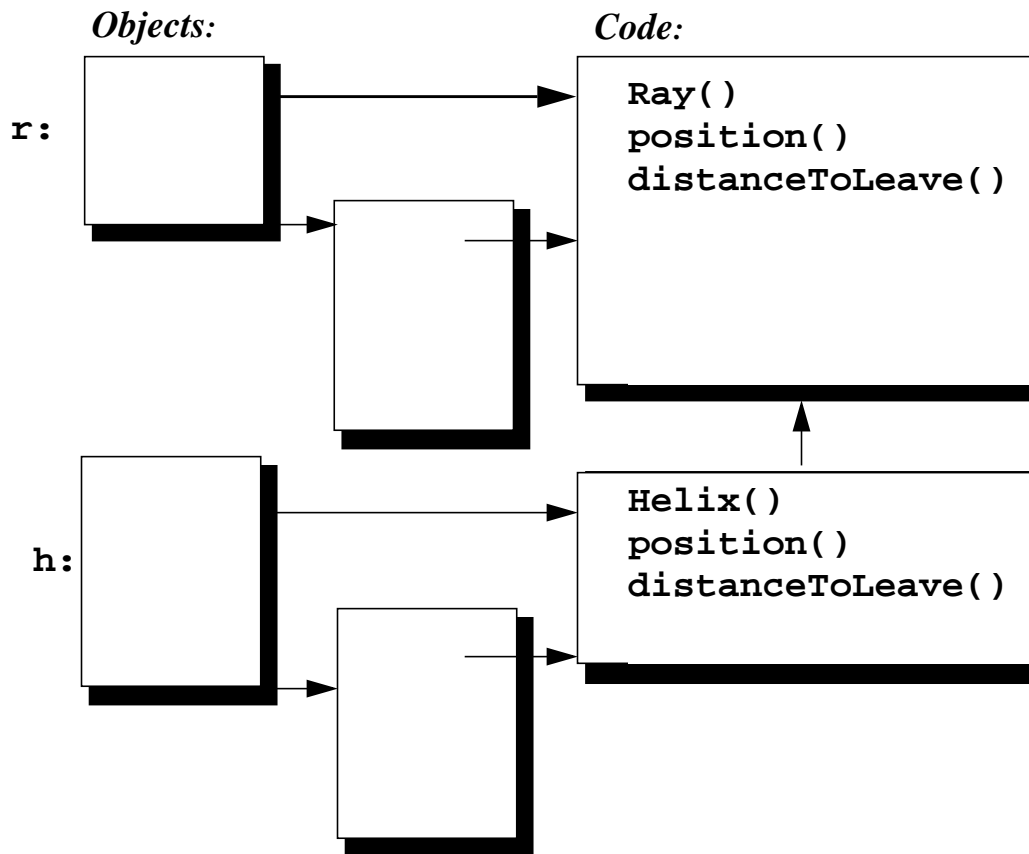 Objects:
Code:
r:
Ray()
position()
distanceToLeave()
h:
Helix()
position()
distanceToLeave()